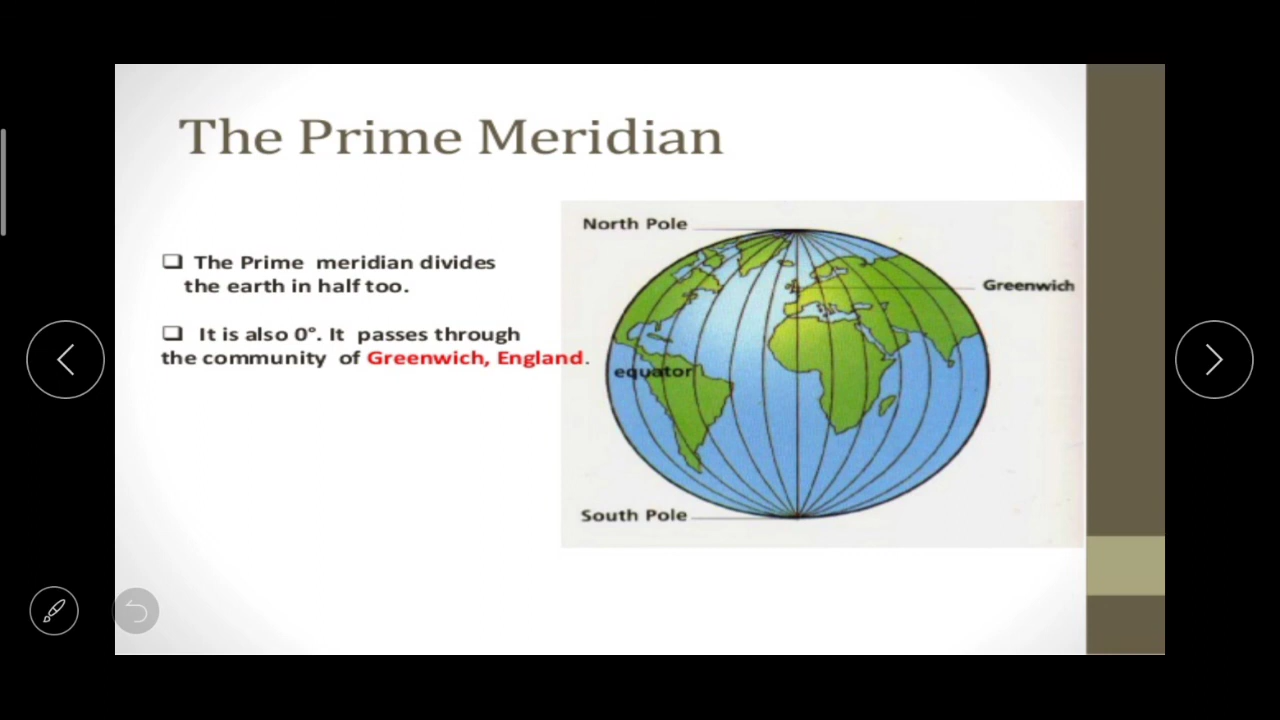 The Prime Meridian
The Prime meridian divides
the earth in half too.
It is also 0°. It passes through
the community of Greenwich, England.
North Pole
Greenwich
equator
South Pole